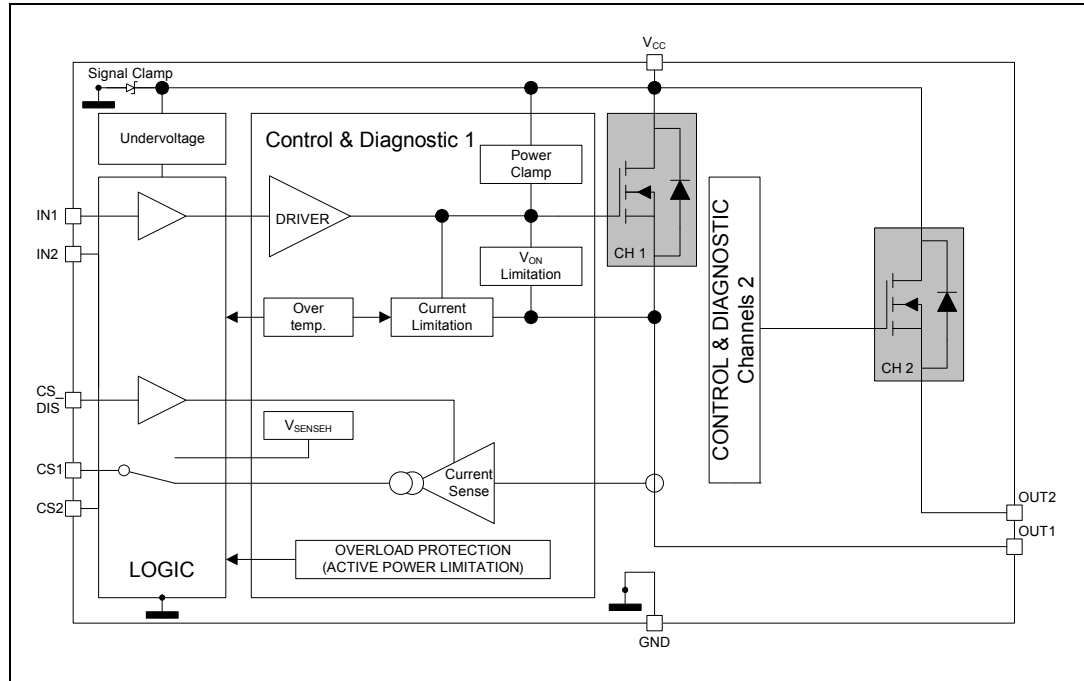 VCC
Signal Clamp
Undervoltage
Control & Diagnostic 1
Power
Clamp
IN1
DRIVER
IN2
CH 1
VON
Limitation
CONTROL & DIAGNOSTIC
Channels 2
Over
temp.
Current
Limitation
CH 2
CS_
DIS
VSENSEH
CS1
Current
Sense
CS2
OUT2
OUT1
LOGIC
OVERLOAD PROTECTION
(ACTIVE POWER LIMITATION)
GND